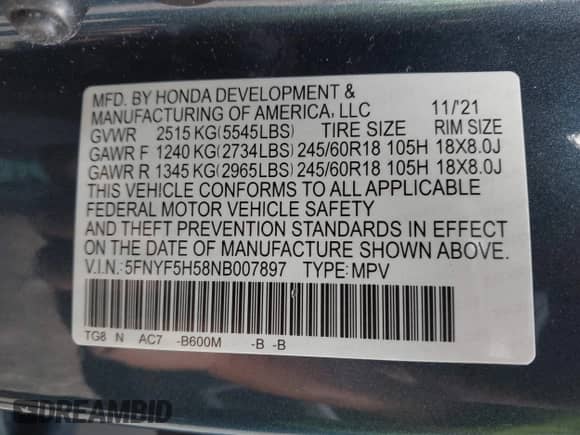 MFD. BY HONDA DEVELOPMENT &
MANUFACTURING OF AMERICA, LLC 11/'21
GVWR 2515 KG (5545LBS) TIRE SIZE RIM SIZE
GAWR F 1240 KG (2734LBS) 245/60R18 105H 18X8.0J
GAWR R 1345 KG (2965LBS) 245/60R18 105H 18X8.0J
THIS VEHICLE CONFORMS TO ALL APPLICABLE
FEDERAL MOTOR VEHICLE SAFETY
AND THEFT PREVENTION STANDARDS IN EFFECT
ON THE DATE OF MANUFACTURE SHOWN ABOVE.
V.I.N.: 5FNYF5H58NB007897 TYPE: MPV
TG8 N AC7 -B600M -B -B
DREAMBID